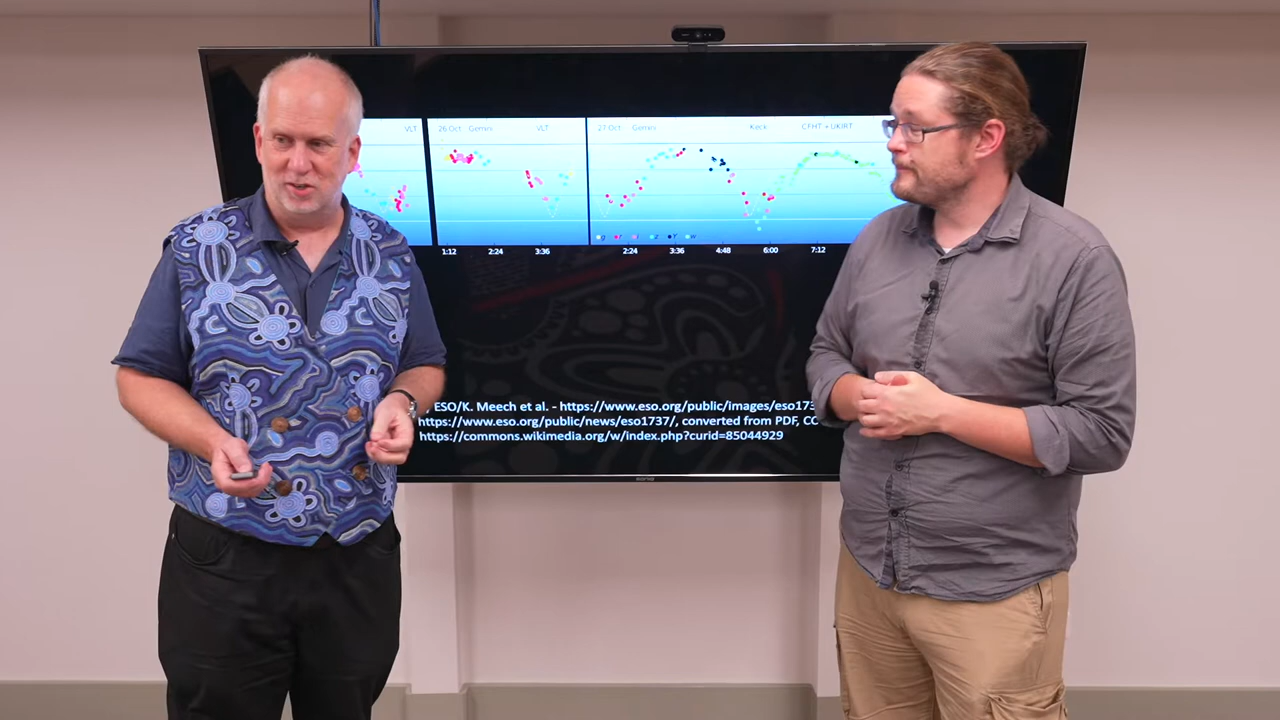 VLT
26 Oct Gemini VLT
27 Oct Gemini Keck CFHT + UKIRT
g r i z Y w
1:12 2:24 3:36
2:24 3:36 4:48 6:00 7:12
, ESO/K. Meech et al. - https://www.eso.org/public/images/eso173
https://www.eso.org/public/news/eso1737/, converted from PDF, CC
https://commons.wikimedia.org/w/index.php?curid=85044929